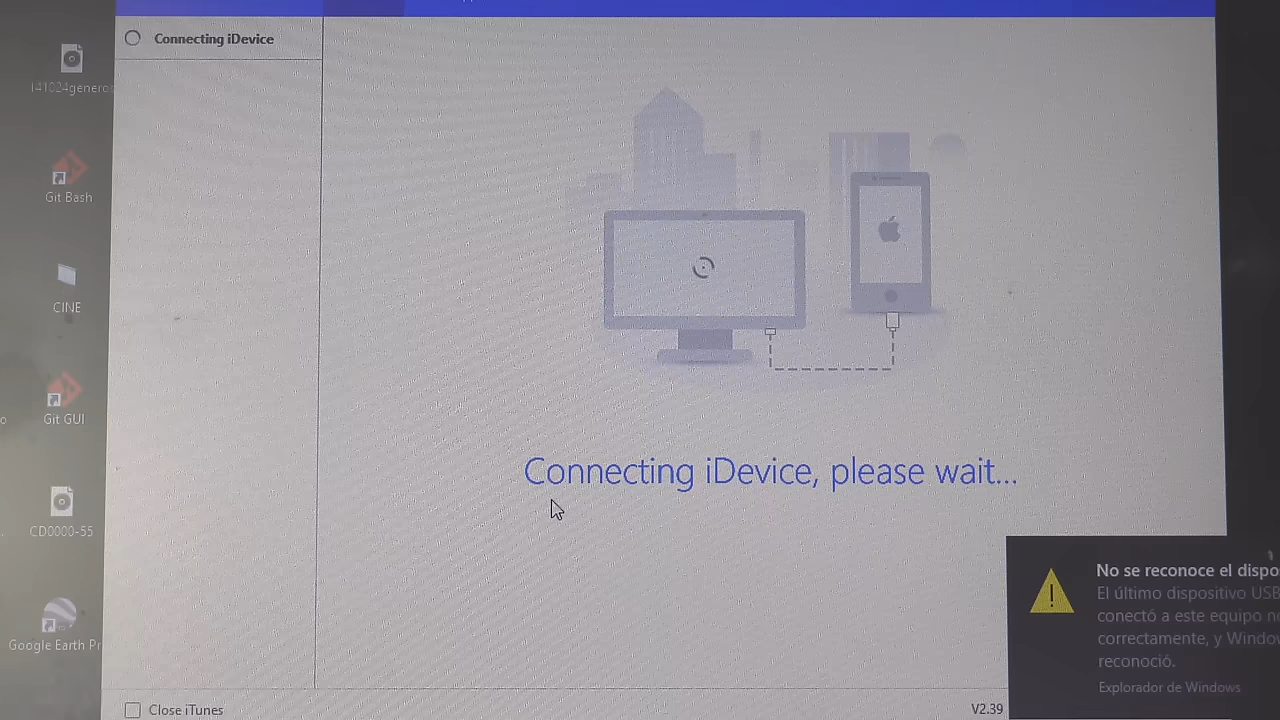 Connecting iDevice
141024genero
Git Bash
CINE
Git GUI
CD0000-55
Google Earth Pr
Connecting iDevice, please wait...
No se reconoce el dispo
El último dispositivo USB
conectó a este equipo no
correctamente, y Windo
reconoció.
Explorador de Windows
Close iTunes
V2.39